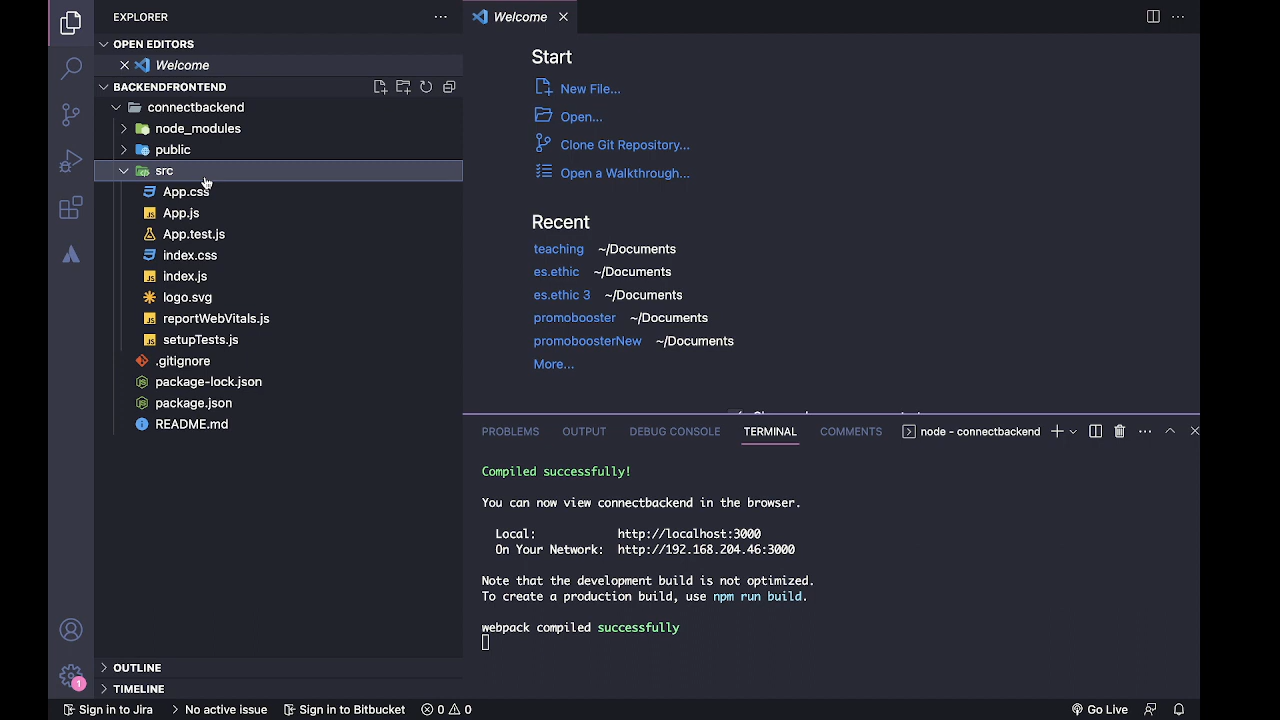 EXPLORER
OPEN EDITORS
Welcome
BACKENDFRONTEND
connectbackend
node_modules
public
src
App.css
App.js
App.test.js
index.css
index.js
logo.svg
reportWebVitals.js
setupTests.js
.gitignore
package-lock.json
package.json
README.md
OUTLINE
TIMELINE
Welcome
Start
New File...
Open...
Clone Git Repository...
Open a Walkthrough...
Recent
teaching ~/Documents
es.ethic ~/Documents
es.ethic 3 ~/Documents
promobooster ~/Documents
promoboosterNew ~/Documents
More...
PROBLEMS OUTPUT DEBUG CONSOLE TERMINAL COMMENTS node - connectbackend
Compiled successfully!
You can now view connectbackend in the browser.
Local: http://localhost:3000
On Your Network: http://192.168.204.46:3000
Note that the development build is not optimized.
To create a production build, use npm run build.
webpack compiled successfully
1
Sign in to Jira No active issue Sign in to Bitbucket 0 0 Go Live